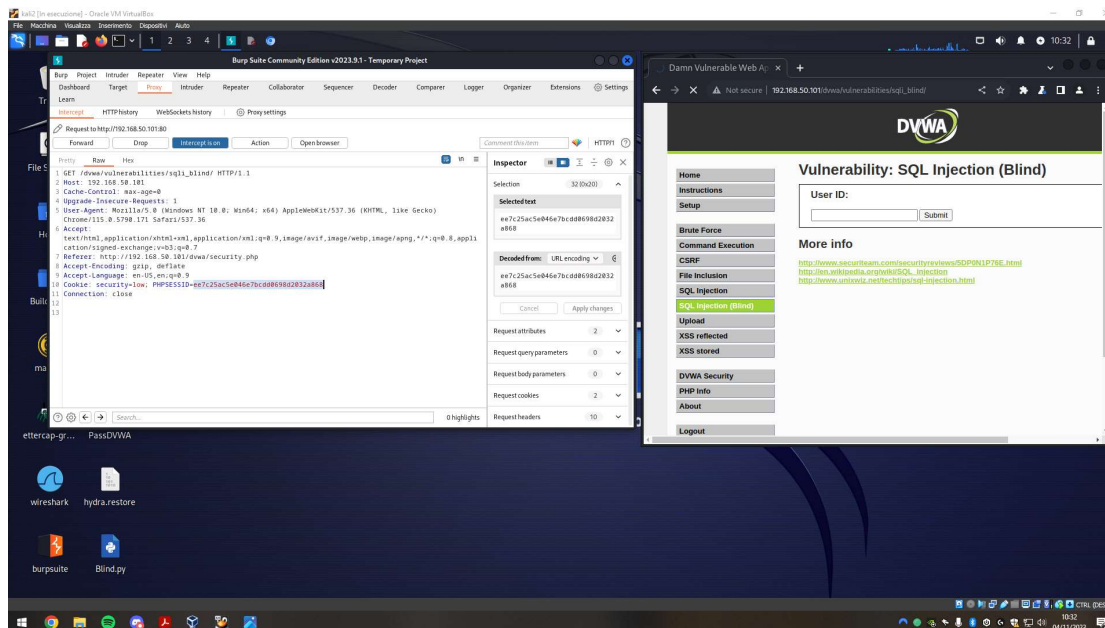 kali2 [in esecuzione] - Oracle VM VirtualBox
File Macchina Visualizza Inserimento Dispositivi Aiuto
1 2 3 4
10:32
Burp Suite Community Edition v2023.9.1 - Temporary Project
Burp Project Intruder Repeater View Help
Dashboard Target Proxy Intruder Repeater Collaborator Sequencer Decoder Comparer Logger Organizer Extensions Settings
Learn
Intercept HTTP history WebSockets history Proxy settings
Request to http://192.168.50.101:80
Forward Drop Intercept is on Action Open browser Comment this item HTTP/1
Pretty Raw Hex
1 GET /dvwa/vulnerabilities/sqli_blind/ HTTP/1.1
2 Host: 192.168.50.101
3 Cache-Control: max-age=0
4 Upgrade-Insecure-Requests: 1
5 User-Agent: Mozilla/5.0 (Windows NT 10.0; Win64; x64) AppleWebKit/537.36 (KHTML, like Gecko)
Chrome/115.0.5790.171 Safari/537.36
6 Accept:
text/html,application/xhtml+xml,application/xml;q=0.9,image/avif,image/webp,image/apng,*/*;q=0.8,appli
cation/signed-exchange;v=b3;q=0.7
7 Referer: http://192.168.50.101/dvwa/security.php
8 Accept-Encoding: gzip, deflate
9 Accept-Language: en-US,en;q=0.9
10 Cookie: security=low; PHPSESSID=ee7c25ac5e046e7bcdd0698d2032a868
11 Connection: close
12
13
Search...
0 highlights
Inspector
Selection 32 (0x20)
Selected text
ee7c25ac5e046e7bcdd0698d2032
a868
Decoded from: URL encoding
ee7c25ac5e046e7bcdd0698d2032
a868
Cancel Apply changes
Request attributes 2
Request query parameters 0
Request body parameters 0
Request cookies 2
Request headers 10
Damn Vulnerable Web Ap
Not secure 192.168.50.101/dvwa/vulnerabilities/sqli_blind/
DVWA
Home
Instructions
Setup
Brute Force
Command Execution
CSRF
File Inclusion
SQL Injection
SQL Injection (Blind)
Upload
XSS reflected
XSS stored
DVWA Security
PHP Info
About
Logout
Vulnerability: SQL Injection (Blind)
User ID:
Submit
More info
http://www.securiteam.com/securityreviews/5DP0N1P76E.html
http://en.wikipedia.org/wiki/SQL_injection
http://www.unixwiz.net/techtips/sql-injection.html
Tr
File S
Ho
Build
ma
ettercap-gr... PassDVWA
wireshark hydra.restore
burpsuite Blind.py
CTRL (DES
10:32
04/11/2023